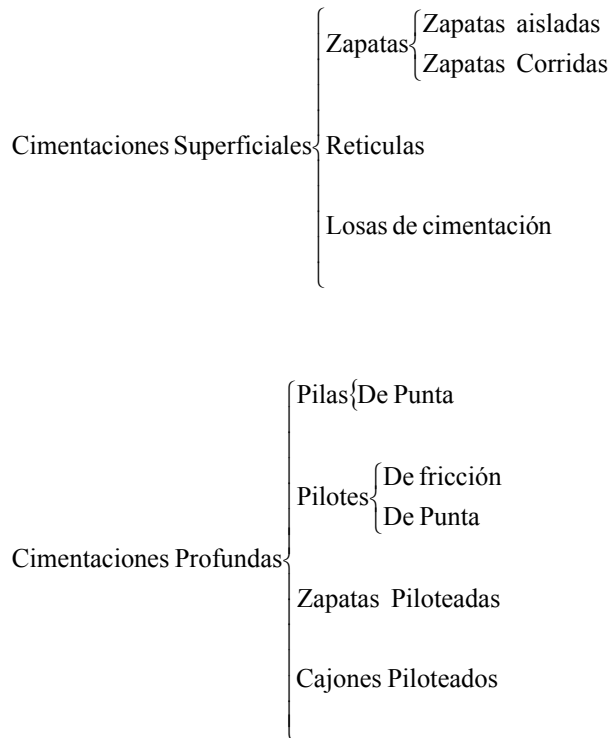 Zapatas aisladas
Zapatas
Zapatas Corridas
Cimentaciones Superficiales
Reticulas
Losas de cimentación
Pilas
De Punta
De fricción
Pilotes
De Punta
Cimentaciones Profundas
Zapatas Piloteadas
Cajones Piloteados